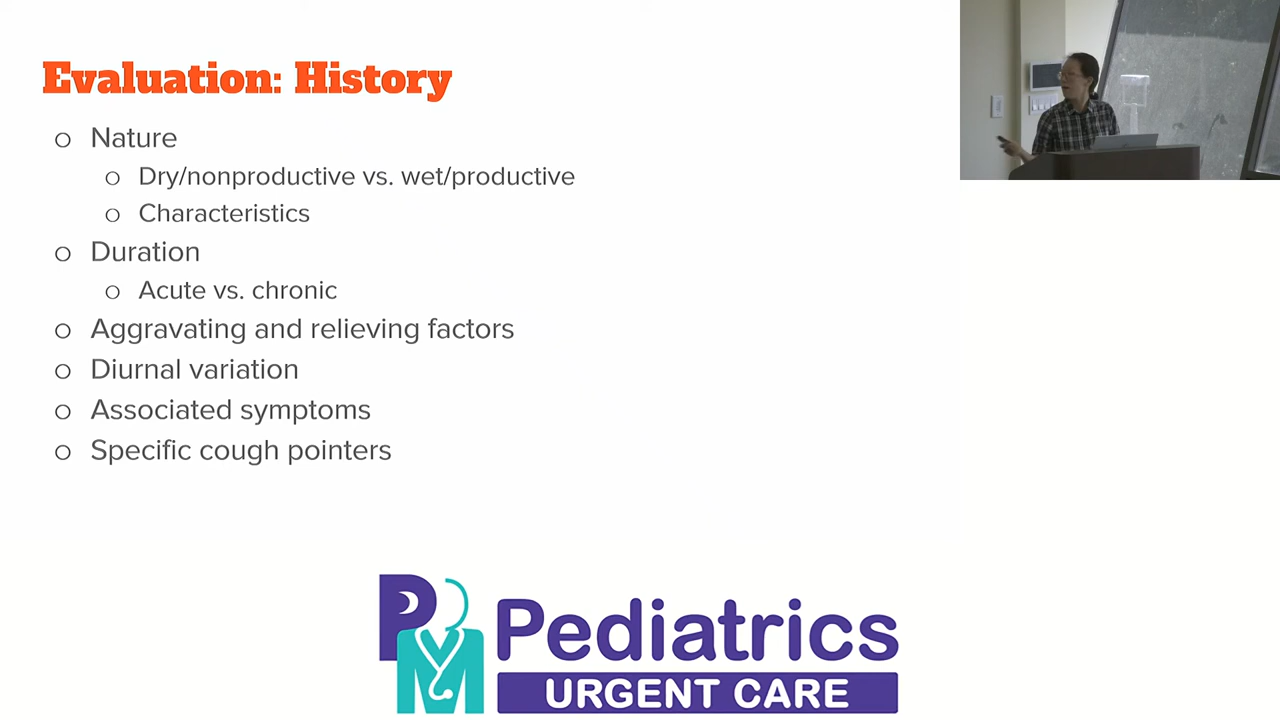 Evaluation: History
o Nature
o Dry/nonproductive vs. wet/productive
o Characteristics
o Duration
o Acute vs. chronic
o Aggravating and relieving factors
o Diurnal variation
o Associated symptoms
o Specific cough pointers
PM Pediatrics
URGENT CARE